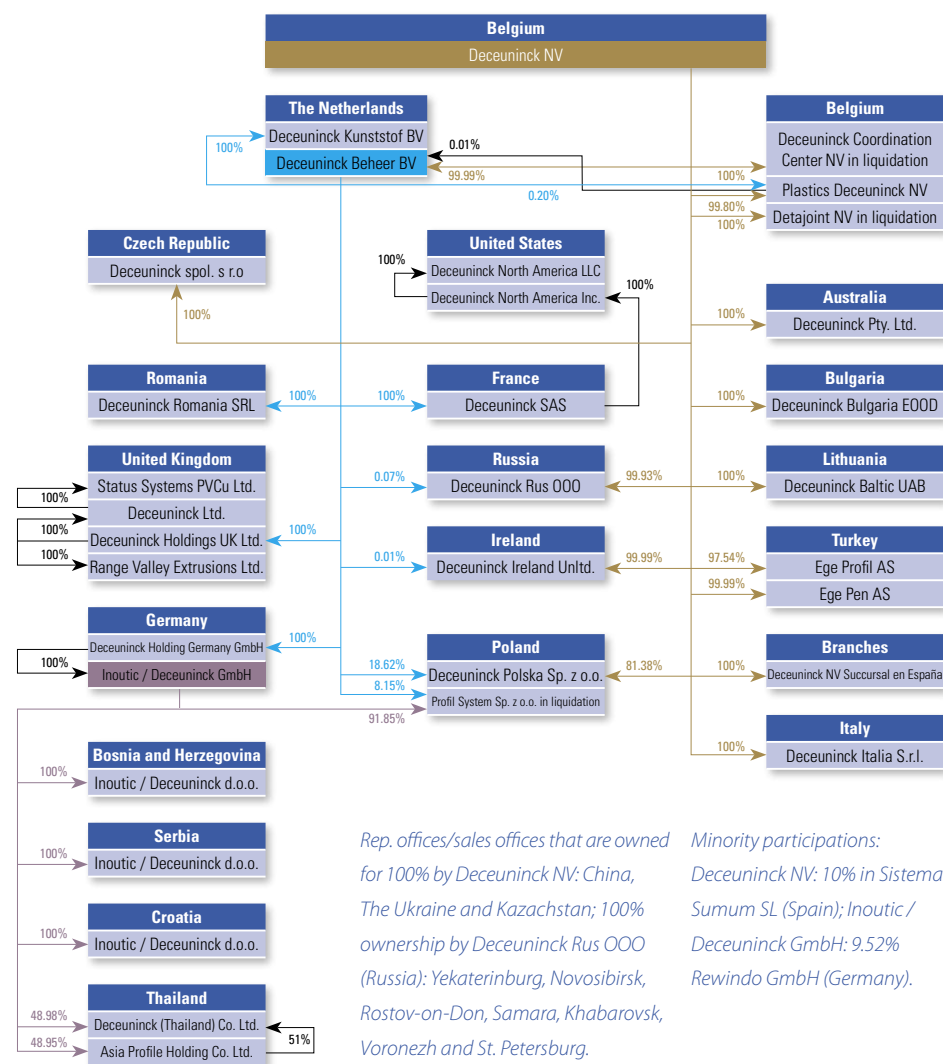 Belgium
Deceuninck NV
The Netherlands
Deceuninck Kunststof BV
Deceuninck Beheer BV
100%
0.01%
99.99%
100%
0.20%
99.80%
100%
Belgium
Deceuninck Coordination
Center NV in liquidation
Plastics Deceuninck NV
Detajoint NV in liquidation
Czech Republic
Deceuninck spol. s r.o
100%
United States
Deceuninck North America LLC
Deceuninck North America Inc.
100%
100%
Australia
Deceuninck Pty. Ltd.
100%
Romania
Deceuninck Romania SRL
100%
100%
France
Deceuninck SAS
100%
Bulgaria
Deceuninck Bulgaria EOOD
United Kingdom
Status Systems PVCu Ltd.
Deceuninck Ltd.
Deceuninck Holdings UK Ltd.
Range Valley Extrusions Ltd.
100%
100%
100%
100%
Russia
Deceuninck Rus OOO
0.07%
99.93%
100%
Lithuania
Deceuninck Baltic UAB
Ireland
Deceuninck Ireland Unltd.
0.01%
99.99%
97.54%
99.99%
Turkey
Ege Profil AS
Ege Pen AS
Germany
Deceuninck Holding Germany GmbH
Inoutic / Deceuninck GmbH
100%
100%
Poland
Deceuninck Polska Sp. z o.o.
Profil System Sp. z o.o. in liquidation
18.62%
8.15%
91.85%
81.38%
100%
Branches
Deceuninck NV Succursal en España
100%
Italy
Deceuninck Italia S.r.l.
Bosnia and Herzegovina
Inoutic / Deceuninck d.o.o.
100%
Serbia
Inoutic / Deceuninck d.o.o.
100%
Croatia
Inoutic / Deceuninck d.o.o.
100%
Thailand
Deceuninck (Thailand) Co. Ltd.
Asia Profile Holding Co. Ltd.
48.98%
48.95%
51%
Rep. offices/sales offices that are owned
for 100% by Deceuninck NV: China,
The Ukraine and Kazachstan; 100%
ownership by Deceuninck Rus OOO
(Russia): Yekaterinburg, Novosibirsk,
Rostov-on-Don, Samara, Khabarovsk,
Voronezh and St. Petersburg.
Minority participations:
Deceuninck NV: 10% in Sistema
Sumum SL (Spain); Inoutic /
Deceuninck GmbH: 9.52%
Rewindo GmbH (Germany).